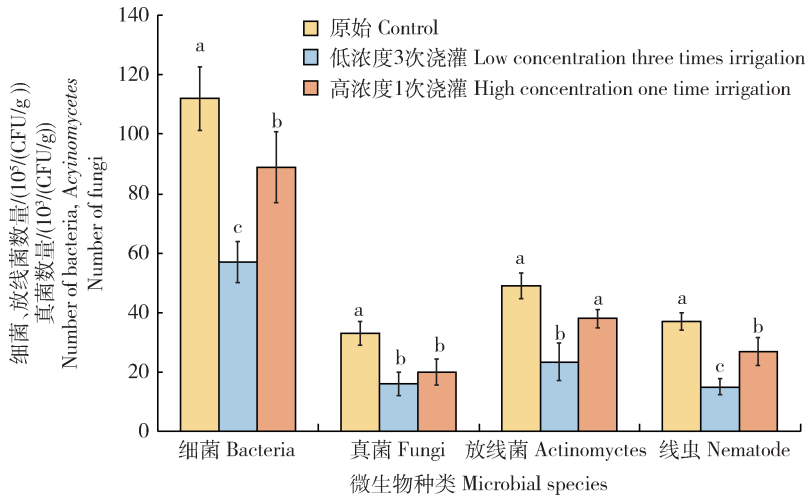 细菌、放线菌数量/(10⁵/(CFU/g))
真菌数量/(10³/(CFU/g))
Number of bacteria, Acyinomycetes
Number of fungi
140
120
100
80
60
40
20
0
原始 Control
低浓度3次浇灌 Low concentration three times irrigation
高浓度1次浇灌 High concentration one time irrigation
a
c
b
a
b
b
a
b
a
a
c
b
细菌 Bacteria
真菌 Fungi
放线菌 Actinomyctes
线虫 Nematode
微生物种类 Microbial species